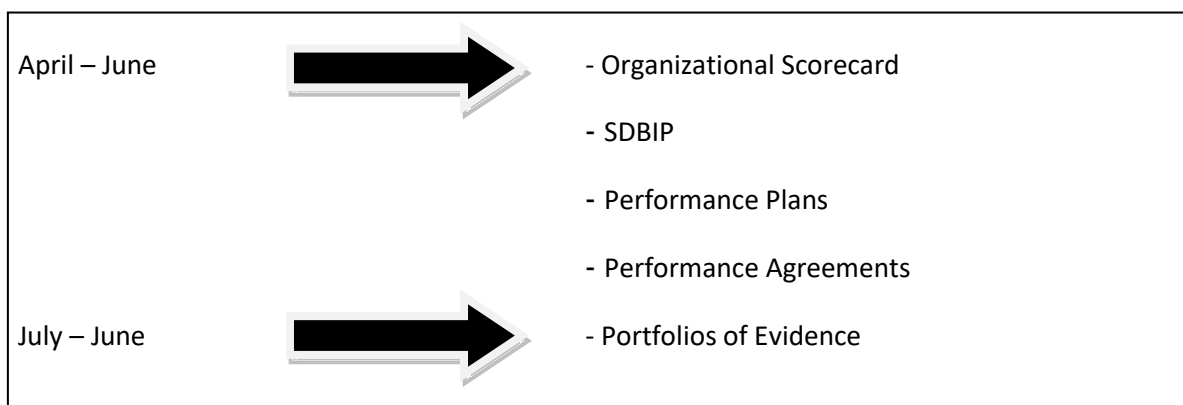 April – June - Organizational Scorecard
- SDBIP
- Performance Plans
- Performance Agreements
July – June - Portfolios of Evidence